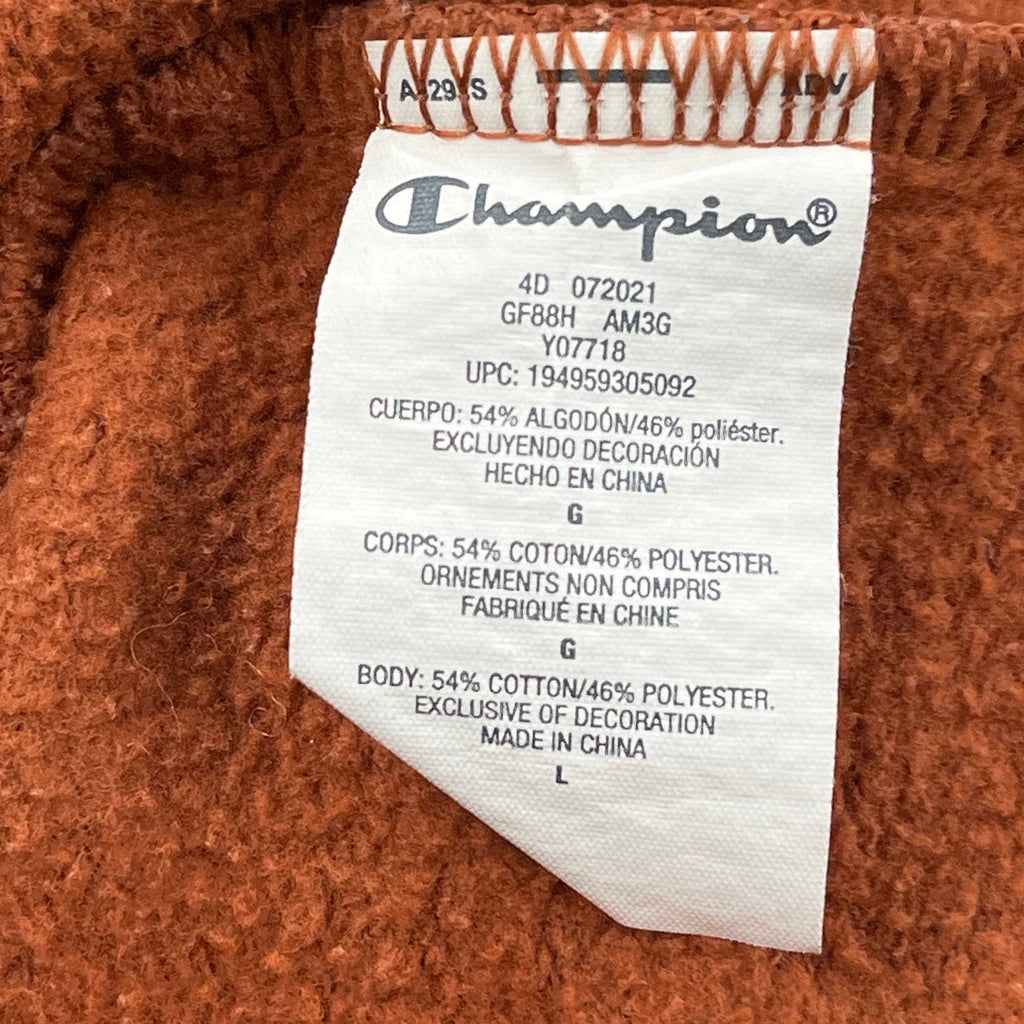 ADV
Champion®
4D 072021
GF88H AM3G
Y07718
UPC: 194959305092
CUERPO: 54% ALGODÓN/46% poliéster.
EXCLUYENDO DECORACIÓN
HECHO EN CHINA
G
CORPS: 54% COTON/46% POLYESTER.
ORNEMENTS NON COMPRIS
FABRIQUÉ EN CHINE
G
BODY: 54% COTTON/46% POLYESTER.
EXCLUSIVE OF DECORATION
MADE IN CHINA
L